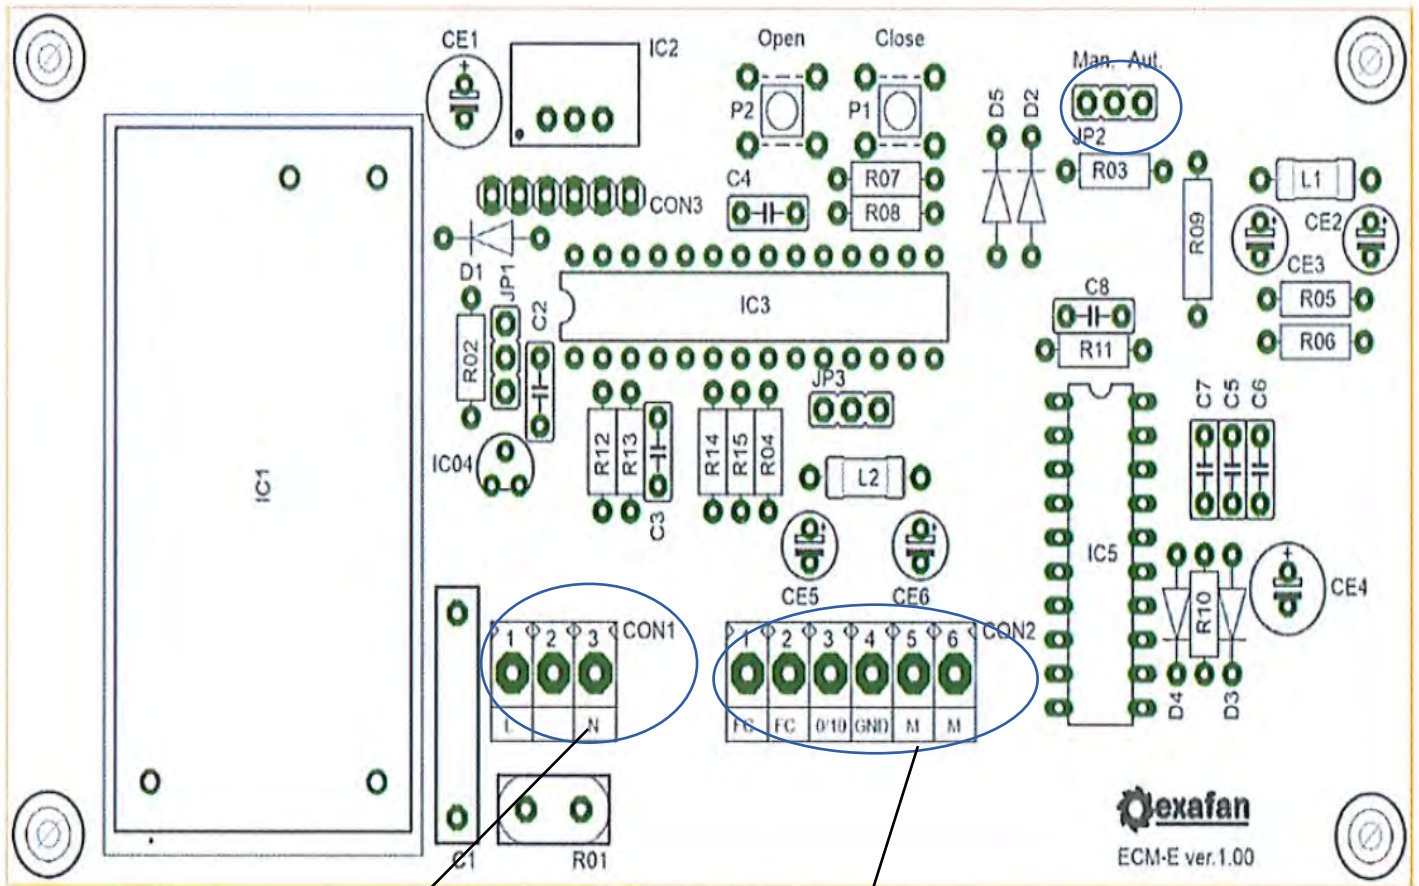 CE1
IC2
Open
Close
Man. Aut.
P2
P1
JP2
D5
D2
R03
R07
R08
C4
CON3
L1
CE2
CE3
R09
R05
R06
D1
JP1
C2
R02
IC3
C8
R11
JP3
IC1
IC04
R12
R13
C3
R14
R15
R04
L2
C7
C5
C6
IC5
CE5
CE6
CE4
D4
R10
D3
1 2 3 CON1
L N
1 2 3 4 5 6 CON2
FC FC 0/10 GND M M
C1
R01
exafan
ECM-E ver.1.00